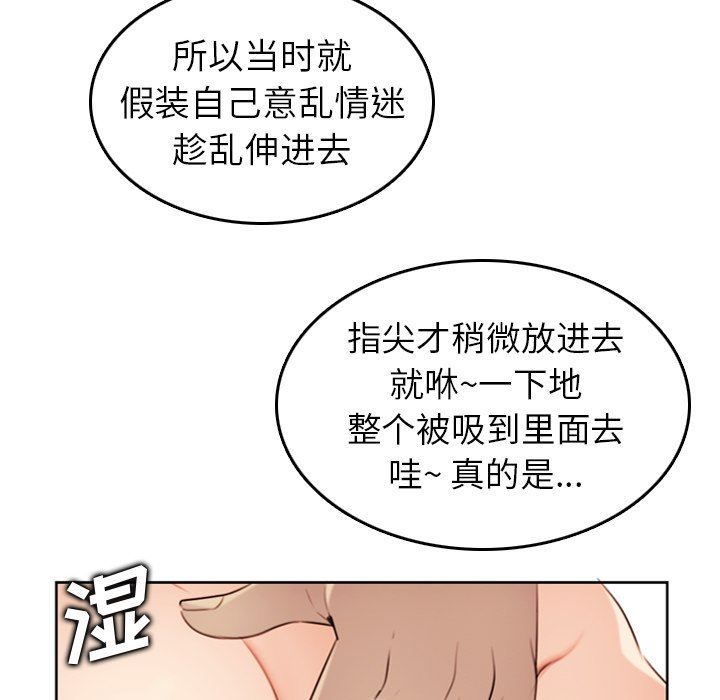 所以当时就
假装自己意乱情迷
趁乱伸进去
指尖才稍微放进去
就咻~一下地
整个被吸到里面去
哇~ 真的是...
湿